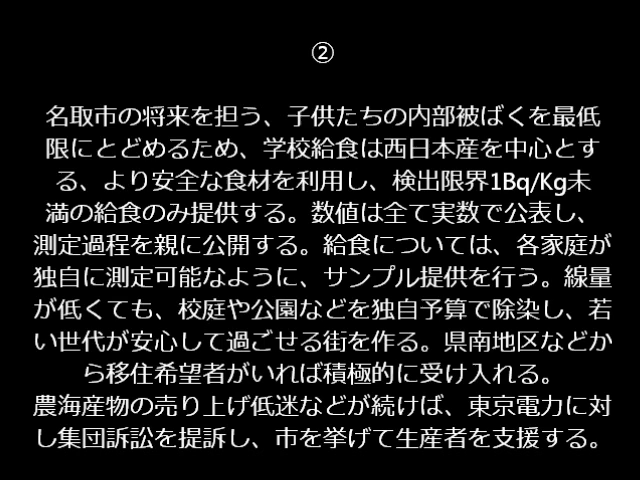 ②
名取市の将来を担う、子供たちの内部被ばくを最低
限にとどめるため、学校給食は西日本産を中心とす
る、より安全な食材を利用し、検出限界1Bq/Kg未
満の給食のみ提供する。数値は全て実数で公表し、
測定過程を親に公開する。給食については、各家庭が
独自に測定可能なように、サンプル提供を行う。線量
が低くても、校庭や公園などを独自予算で除染し、若
い世代が安心して過ごせる街を作る。県南地区などか
ら移住希望者がいれば積極的に受け入れる。
農海産物の売り上げ低迷などが続けば、東京電力に対
し集団訴訟を提訴し、市を挙げて生産者を支援する。